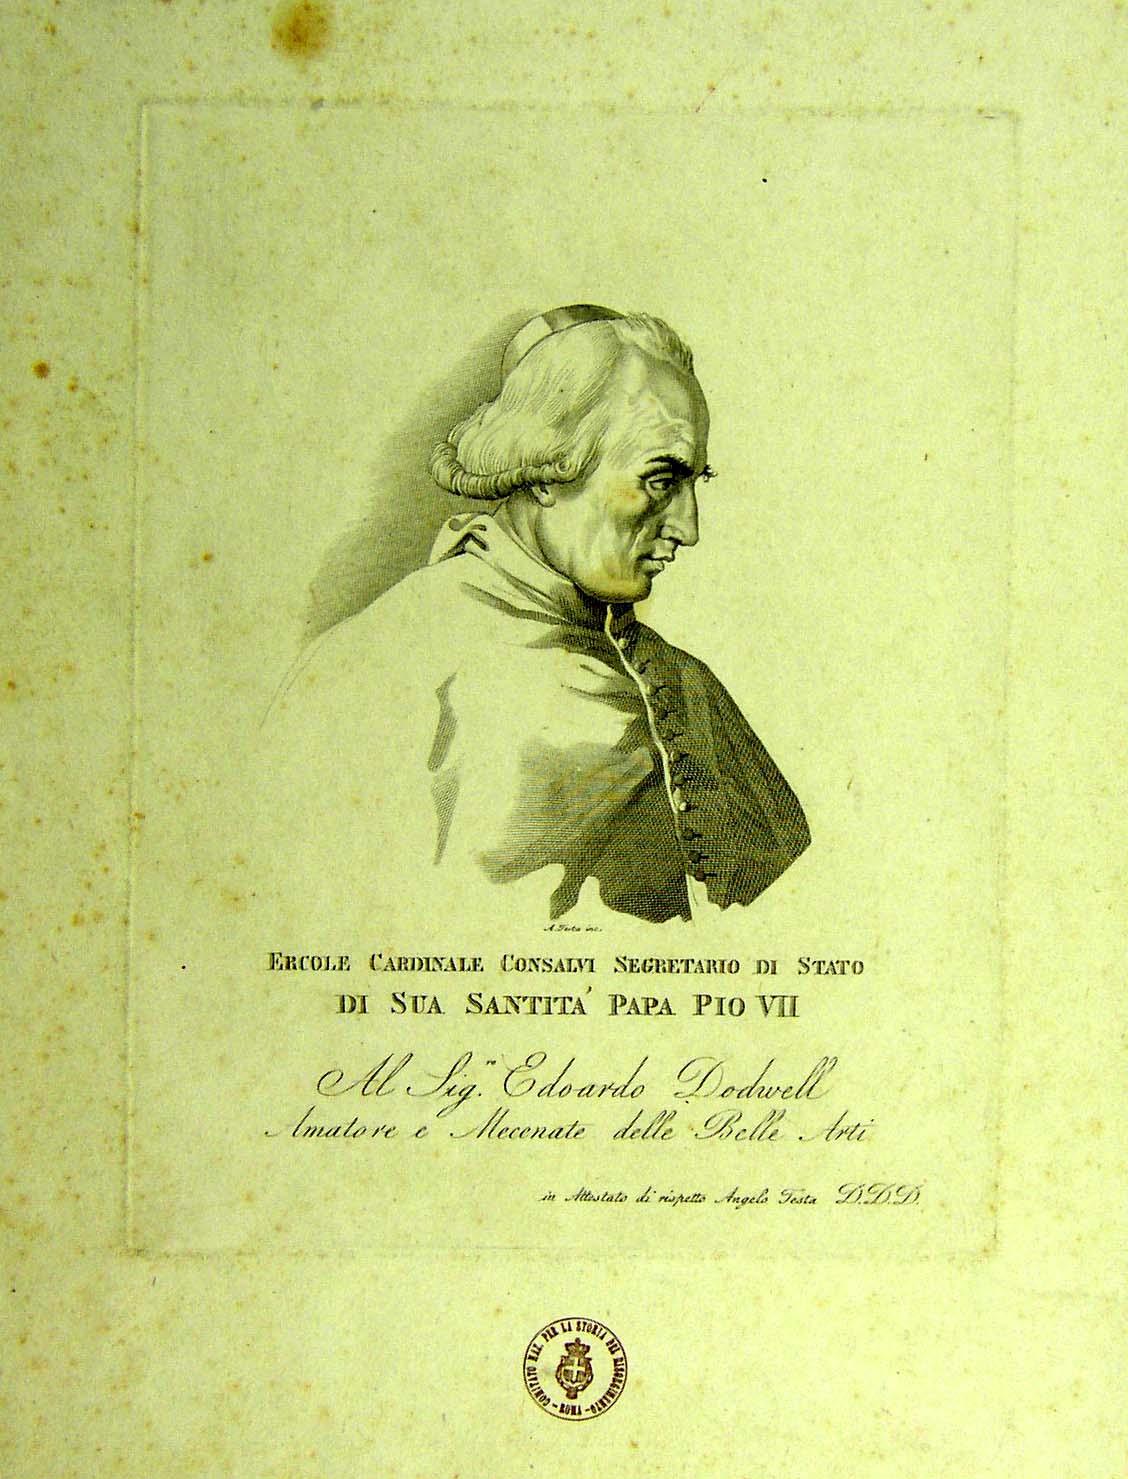 A. Testa inc.
ERCOLE CARDINALE CONSALVI SEGRETARIO DI STATO
DI SUA SANTITA' PAPA PIO VII
Al Sig.re Edoardo Dodwell
Amatore e Mecenate delle Belle Arti
in Attestato di rispetto Angelo Testa D.D.D.
COMITATO NAZ. PER LA STORIA DEL RISORGIMENTO - ROMA -